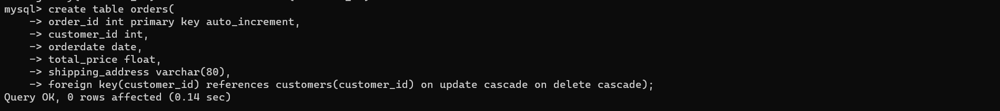 mysql> create table orders(
    -> order_id int primary key auto_increment,
    -> customer_id int,
    -> orderdate date,
    -> total_price float,
    -> shipping_address varchar(80),
    -> foreign key(customer_id) references customers(customer_id) on update cascade on delete cascade);
Query OK, 0 rows affected (0.14 sec)